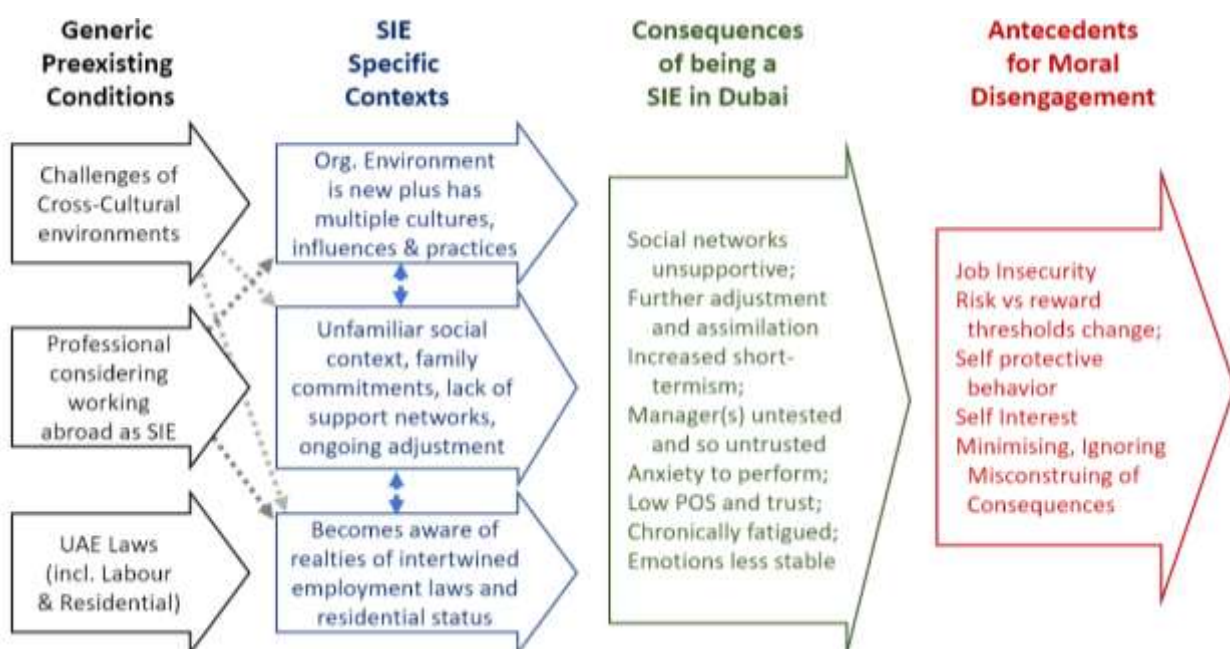 Generic
Preexisting
Conditions
Challenges of
Cross-Cultural
environments
Professional
considering
working
abroad as SIE
UAE Laws
(incl. Labour
& Residential)
SIE
Specific
Contexts
Org. Environment
is new plus has
multiple cultures,
influences & practices
Unfamiliar social
context, family
commitments, lack of
support networks,
ongoing adjustment
Becomes aware of
realties of intertwined
employment laws and
residential status
Consequences
of being a
SIE in Dubai
Social networks
unsupportive;
Further adjustment
and assimilation
Increased short-
termism;
Manager(s) untested
and so untrusted
Anxiety to perform;
Low POS and trust;
Chronically fatigued;
Emotions less stable
Antecedents
for Moral
Disengagement
Job Insecurity
Risk vs reward
thresholds change;
Self protective
behavior
Self Interest
Minimising, Ignoring
Misconstruing of
Consequences